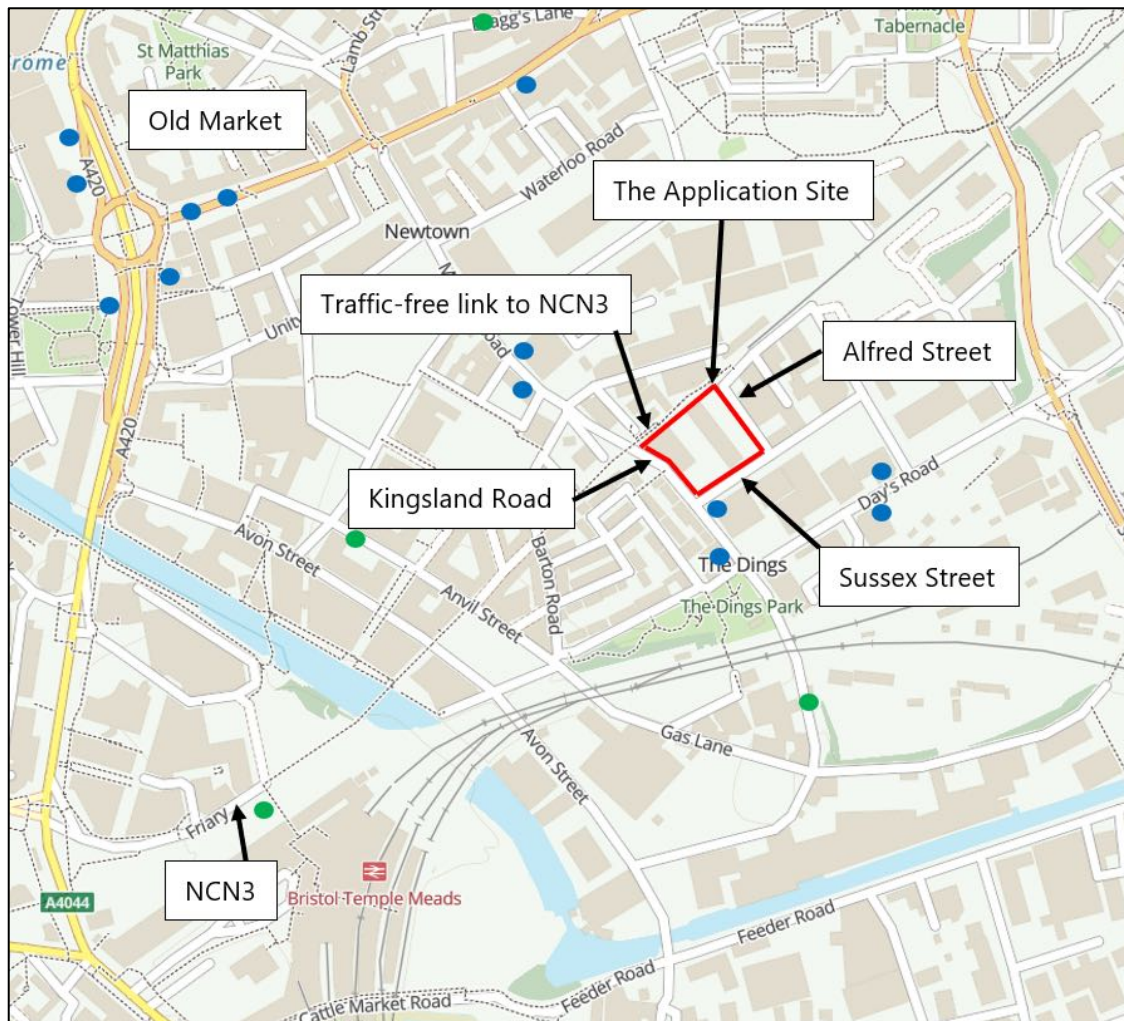 agg's Lane
Tabernacle
St Matthias
Park
Lamb Stre
rome
Old Market
A420
Waterloo Road
The Application Site
Newtown
Traffic-free link to NCN3
Tower Hill
Unity
oad
Alfred Street
A420
Kingsland Road
Day's Road
Avon Street
Barton Road
The Dings
Sussex Street
Anvil Street
The Dings Park
Gas Lane
Avon Street
Friary
NCN3
Bristol Temple Meads
A4044
Feeder Road
Feeder Road
Cattle Market Road